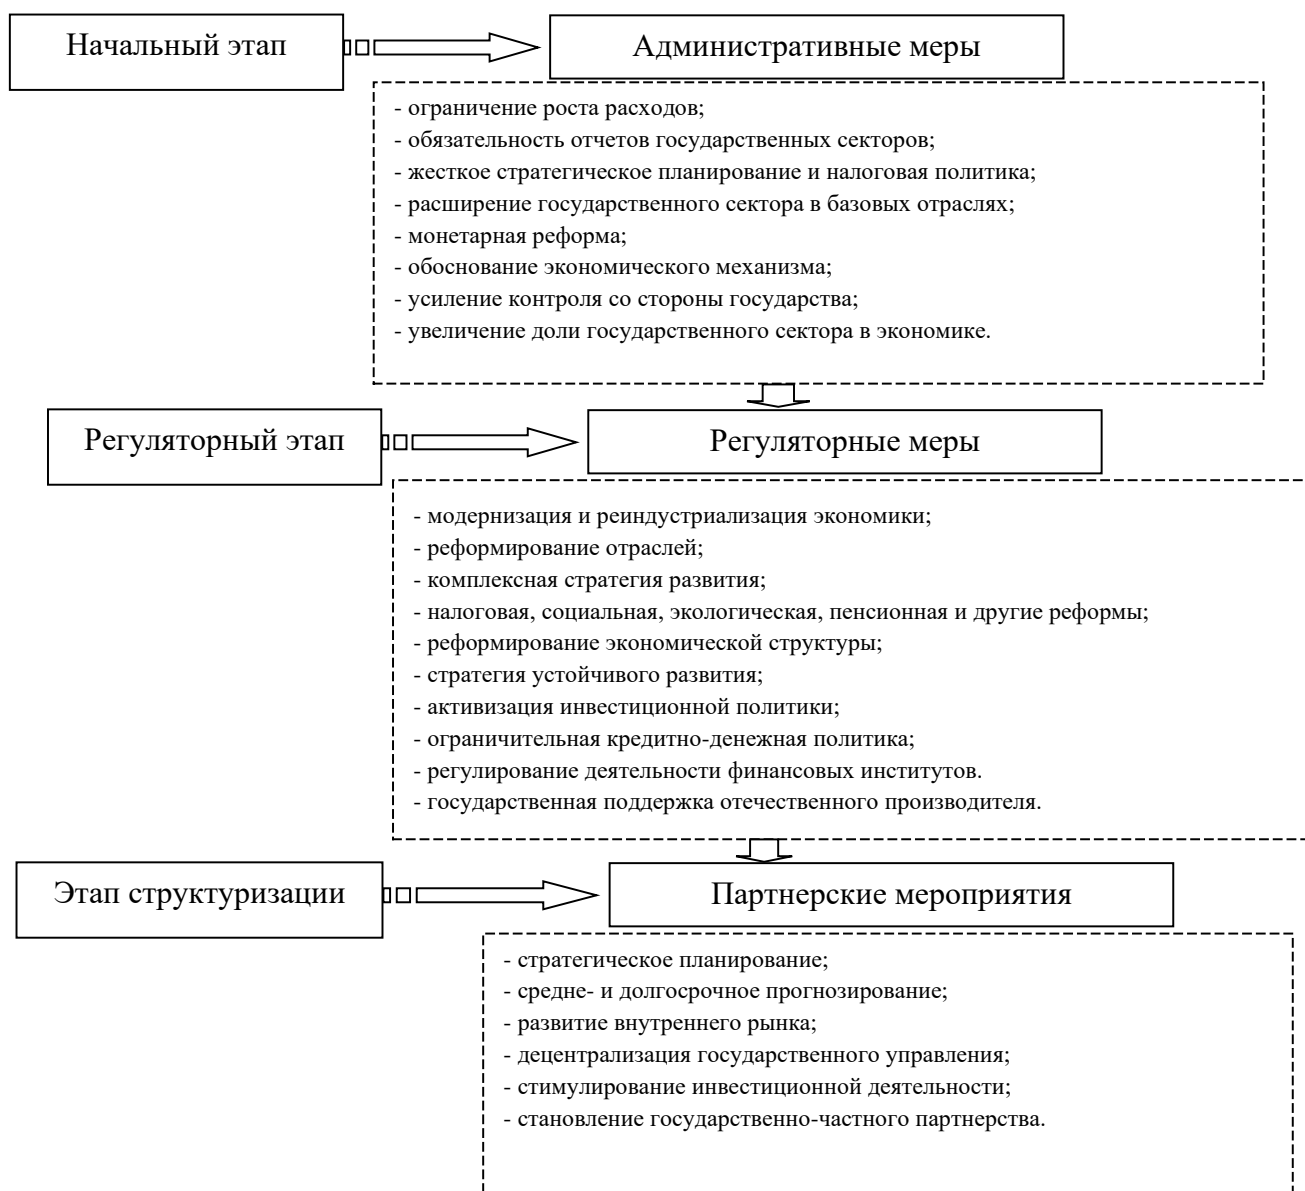 Начальный этап
Административные меры
- ограничение роста расходов;
- обязательность отчетов государственных секторов;
- жесткое стратегическое планирование и налоговая политика;
- расширение государственного сектора в базовых отраслях;
- монетарная реформа;
- обоснование экономического механизма;
- усиление контроля со стороны государства;
- увеличение доли государственного сектора в экономике.
Регуляторный этап
Регуляторные меры
- модернизация и реиндустриализация экономики;
- реформирование отраслей;
- комплексная стратегия развития;
- налоговая, социальная, экологическая, пенсионная и другие реформы;
- реформирование экономической структуры;
- стратегия устойчивого развития;
- активизация инвестиционной политики;
- ограничительная кредитно-денежная политика;
- регулирование деятельности финансовых институтов.
- государственная поддержка отечественного производителя.
Этап структуризации
Партнерские мероприятия
- стратегическое планирование;
- средне- и долгосрочное прогнозирование;
- развитие внутреннего рынка;
- децентрализация государственного управления;
- стимулирование инвестиционной деятельности;
- становление государственно-частного партнерства.